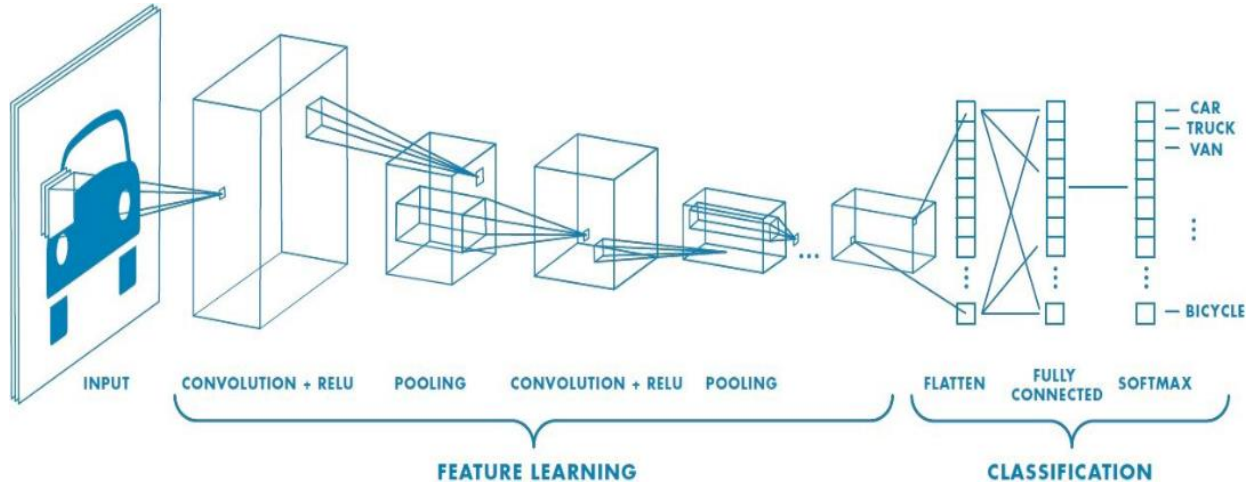 CAR
TRUCK
VAN
BICYCLE
INPUT
CONVOLUTION + RELU
POOLING
CONVOLUTION + RELU
POOLING
FLATTEN
FULLY
CONNECTED
SOFTMAX
FEATURE LEARNING
CLASSIFICATION